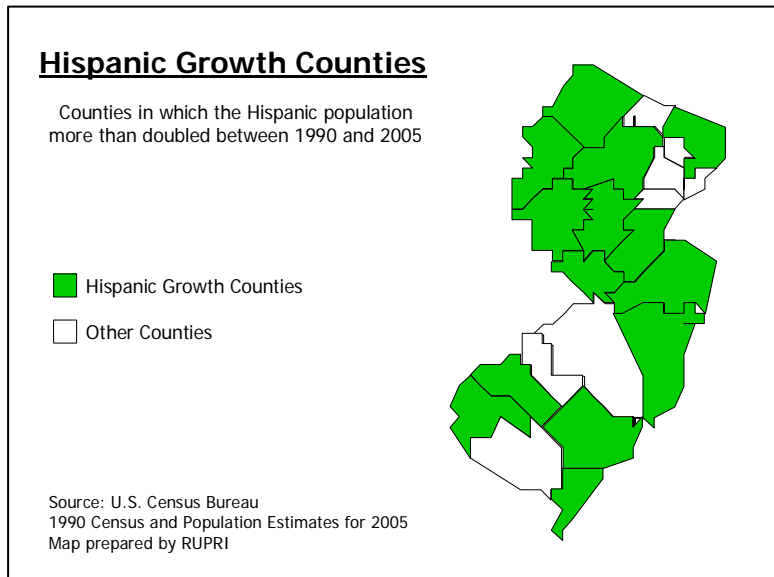 Hispanic Growth Counties
Counties in which the Hispanic population
more than doubled between 1990 and 2005
Hispanic Growth Counties
Other Counties
Source: U.S. Census Bureau
1990 Census and Population Estimates for 2005
Map prepared by RUPRI